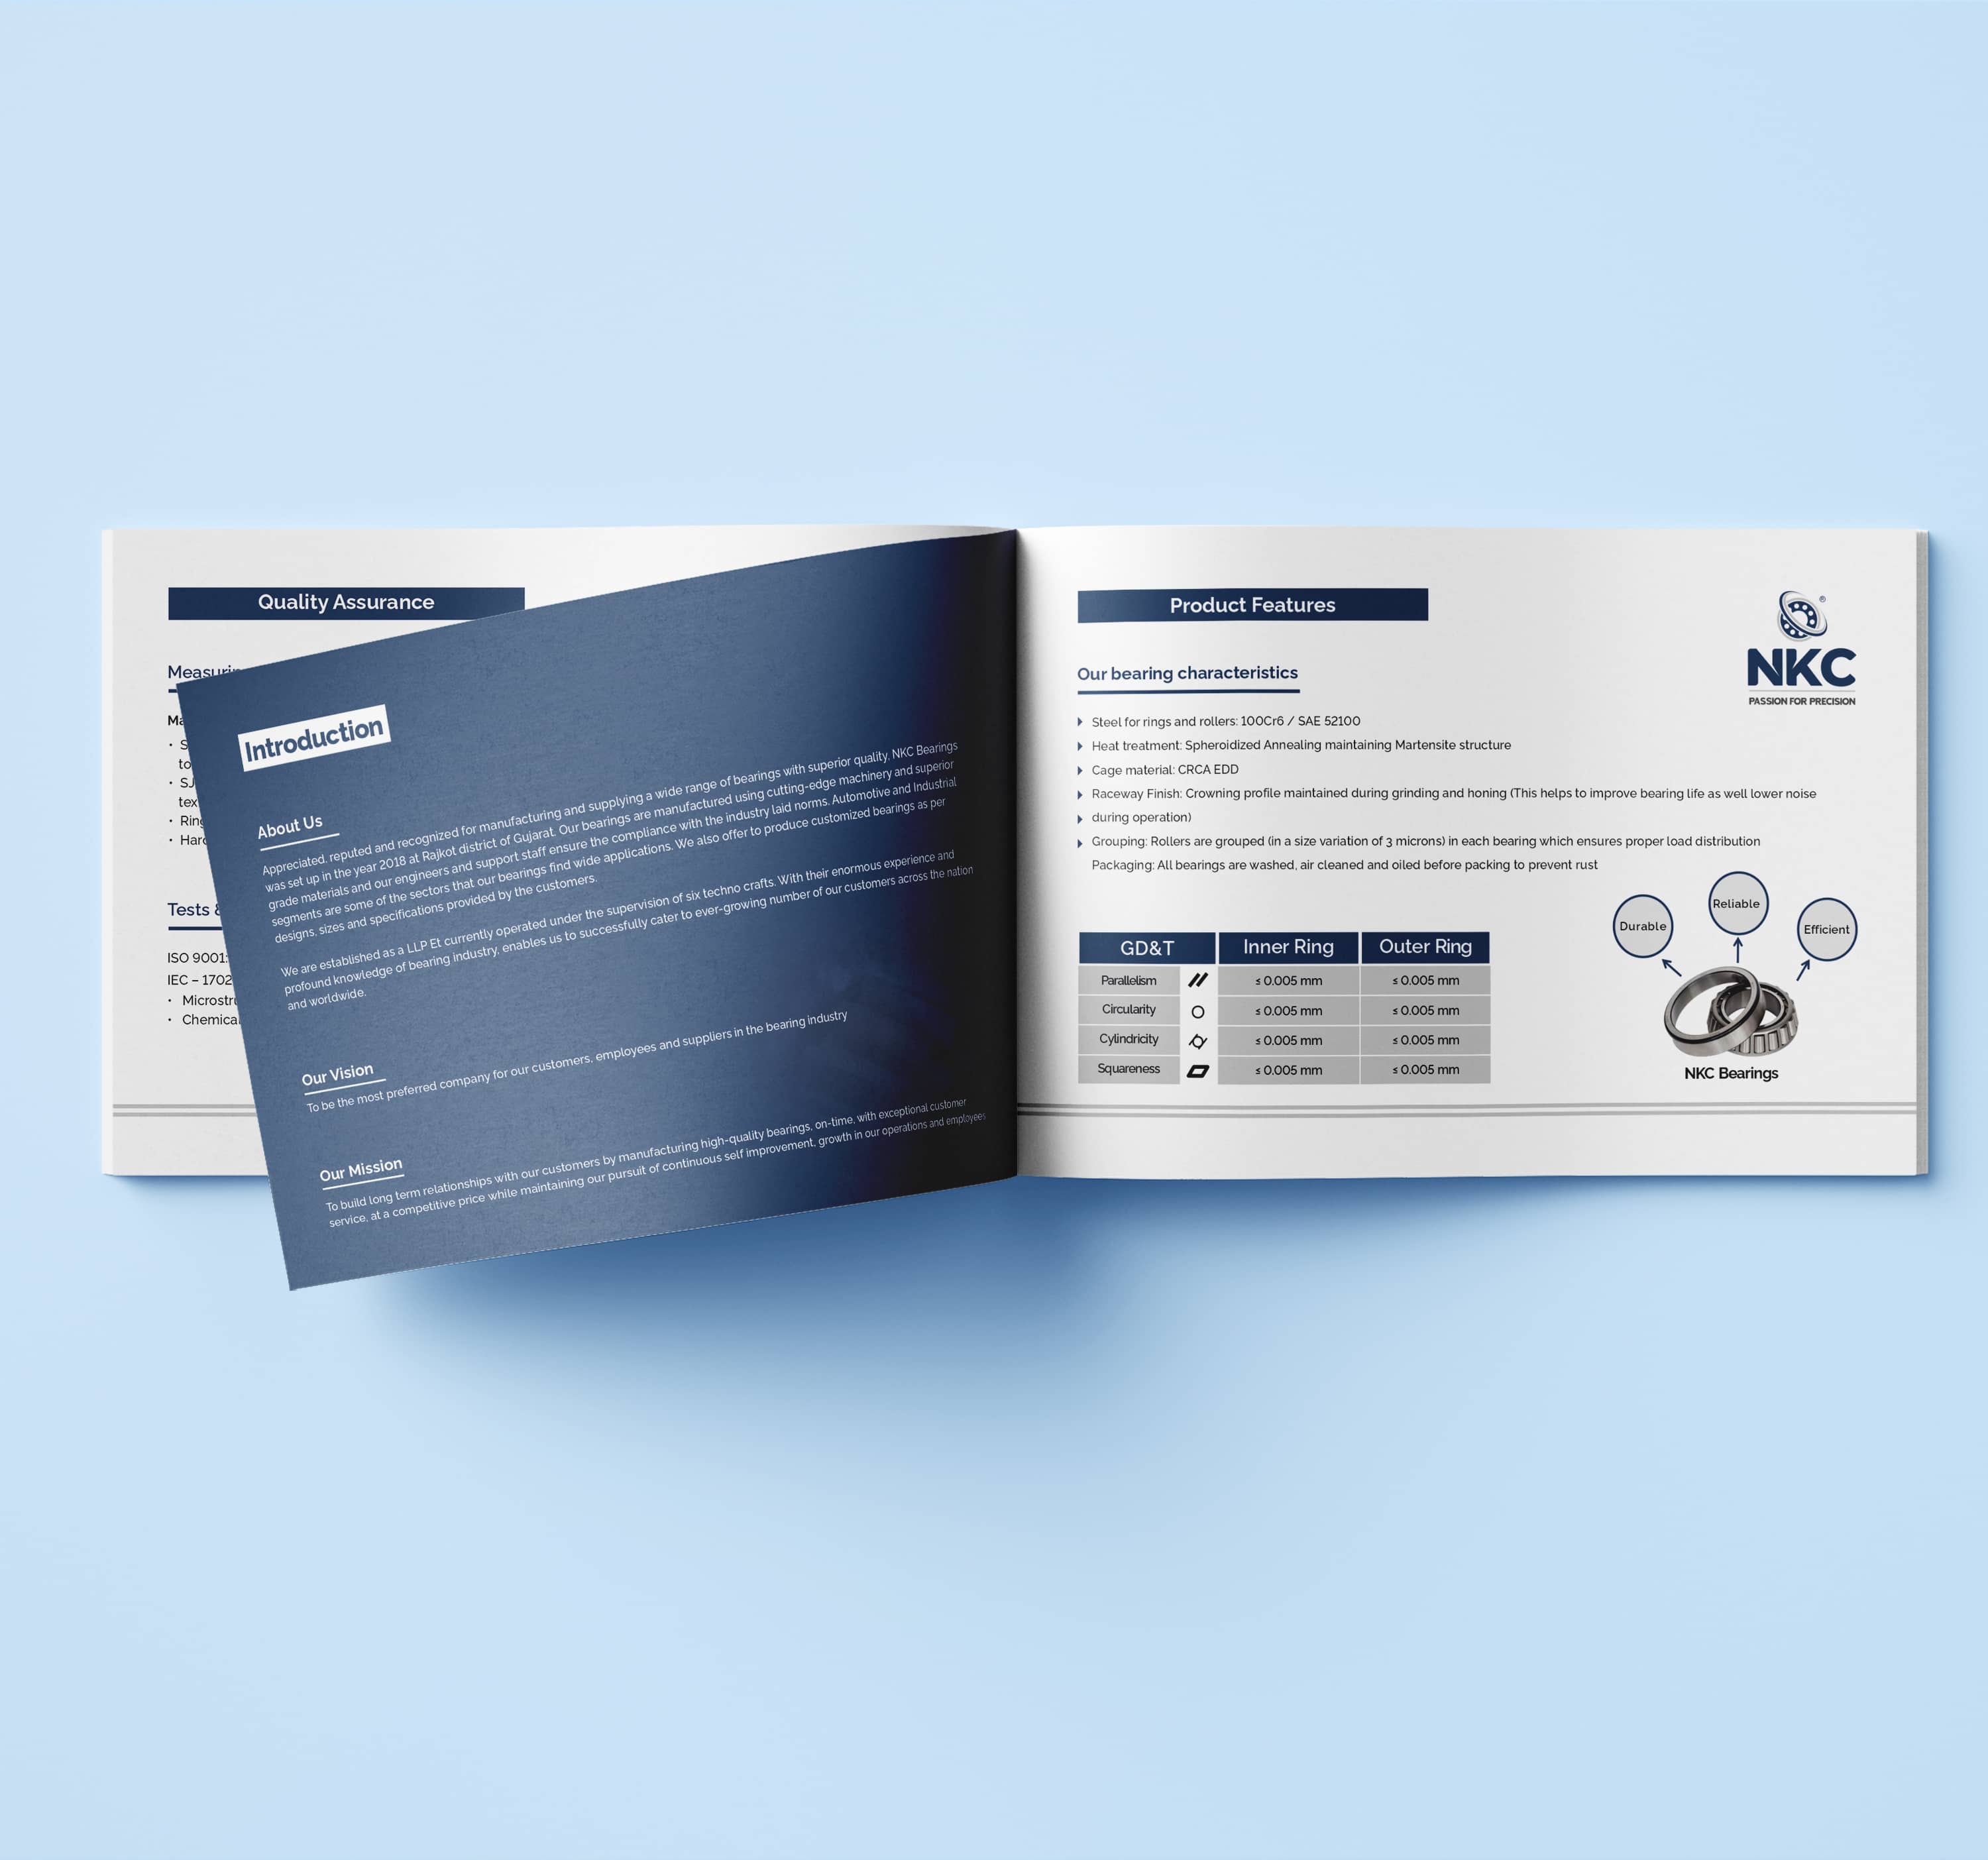 Quality Assurance
Measurin
Ma
• S
to
• SJ
tex
• Ring
• Hard
Tests &
ISO 9001:
IEC – 1702
• Microstru
• Chemical
Introduction
About Us
Appreciated, reputed and recognized for manufacturing and supplying a wide range of bearings with superior quality, NKC Bearings
was set up in the year 2018 at Rajkot district of Gujarat. Our bearings are manufactured using cutting-edge machinery and superior
grade materials and our engineers and support staff ensure the compliance with the industry laid norms. Automotive and Industrial
segments are some of the sectors that our bearings find wide applications. We also offer to produce customized bearings as per
designs, sizes and specifications provided by the customers.
We are established as a LLP Et currently operated under the supervision of six techno crafts. With their enormous experience and
profound knowledge of bearing industry, enables us to successfully cater to ever-growing number of our customers across the nation
and worldwide.
Our Vision
To be the most preferred company for our customers, employees and suppliers in the bearing industry
Our Mission
To build long term relationships with our customers by manufacturing high-quality bearings, on-time, with exceptional customer
service, at a competitive price while maintaining our pursuit of continuous self improvement, growth in our operations and employees
Product Features
®
NKC
PASSION FOR PRECISION
Our bearing characteristics
Steel for rings and rollers: 100Cr6 / SAE 52100
Heat treatment: Spheroidized Annealing maintaining Martensite structure
Cage material: CRCA EDD
Raceway Finish: Crowning profile maintained during grinding and honing (This helps to improve bearing life as well lower noise
during operation)
Grouping: Rollers are grouped (in a size variation of 3 microns) in each bearing which ensures proper load distribution
Packaging: All bearings are washed, air cleaned and oiled before packing to prevent rust
GD&T Inner Ring Outer Ring
Parallelism ≤ 0.005 mm ≤ 0.005 mm
Circularity ≤ 0.005 mm ≤ 0.005 mm
Cylindricity ≤ 0.005 mm ≤ 0.005 mm
Squareness ≤ 0.005 mm ≤ 0.005 mm
Durable
Reliable
Efficient
NKC Bearings